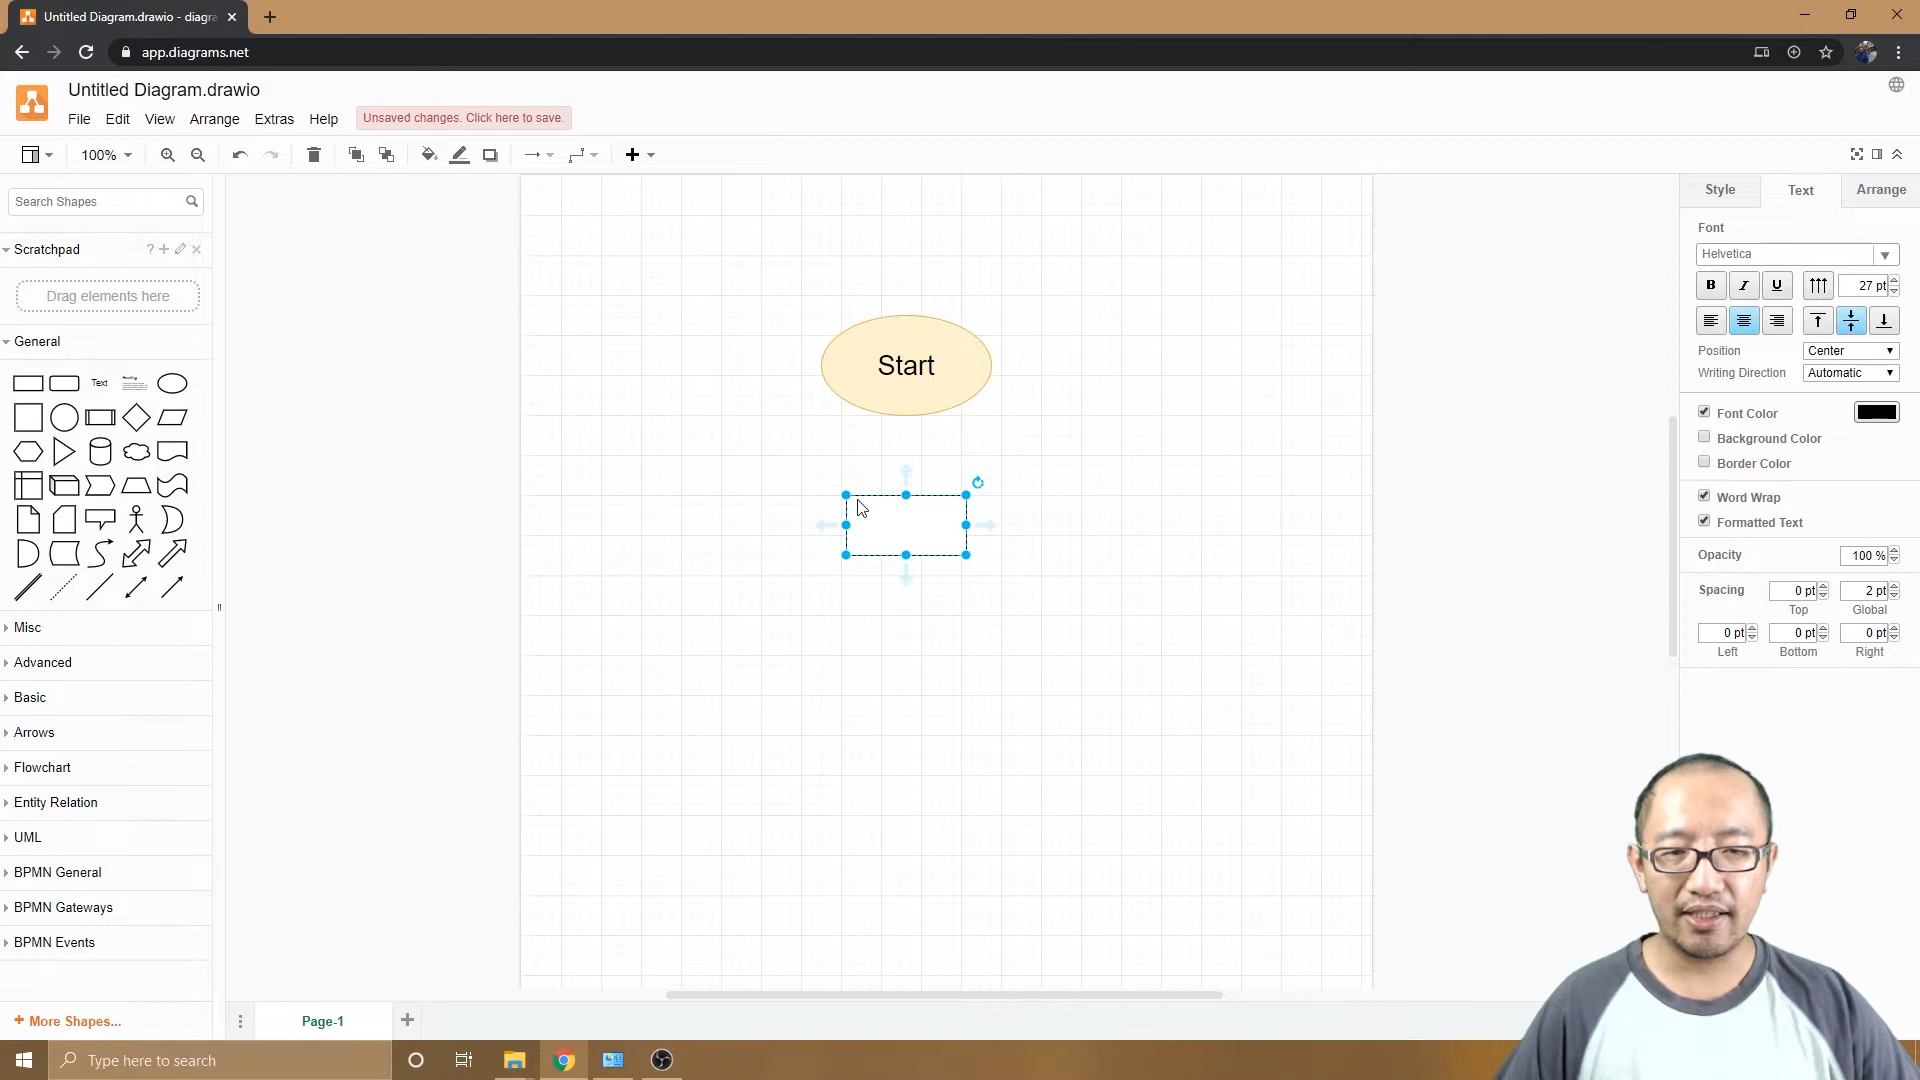 Untitled Diagram.drawio - diagra
app.diagrams.net
Untitled Diagram.drawio
File Edit View Arrange Extras Help
Unsaved changes. Click here to save.
100%
Search Shapes
Scratchpad
?
Drag elements here
General
Text
Heading
Misc
Advanced
Basic
Arrows
Flowchart
Entity Relation
UML
BPMN General
BPMN Gateways
BPMN Events
+ More Shapes...
Start
Page-1
Style Text Arrange
Font
Helvetica
B I U 27 pt
Position Center
Writing Direction Automatic
Font Color
Background Color
Border Color
Word Wrap
Formatted Text
Opacity 100 %
Spacing 0 pt 2 pt
Top Global
0 pt 0 pt 0 pt
Left Bottom Right
Type here to search